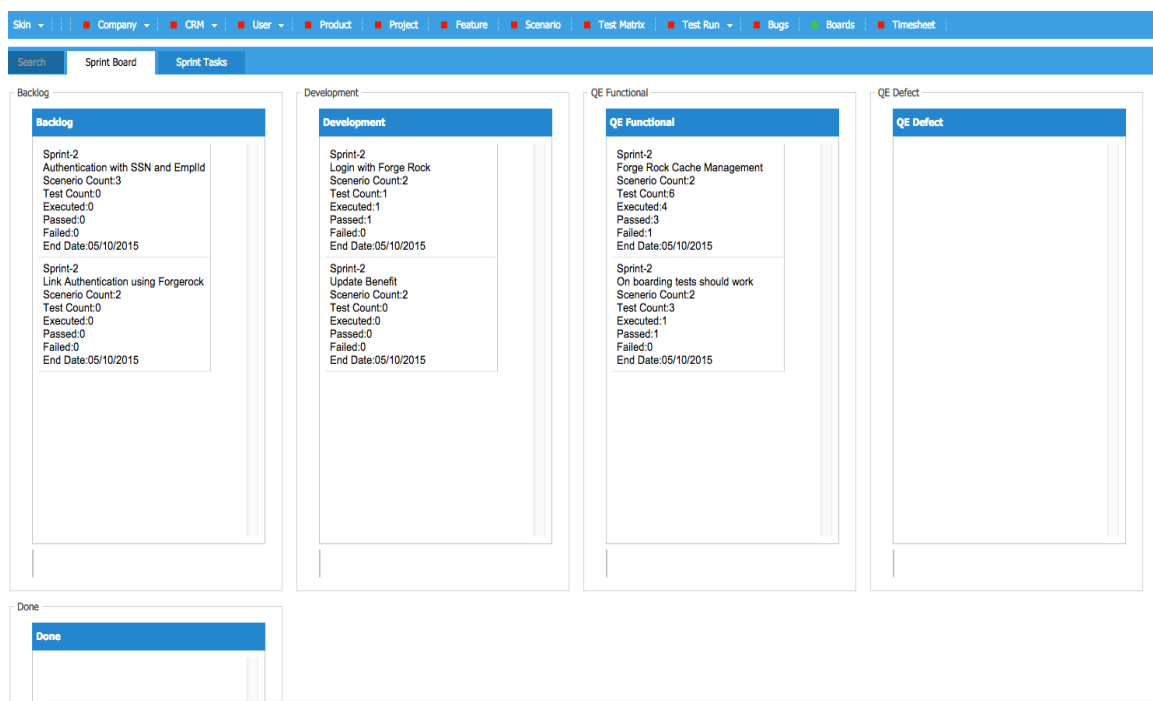 Skin Company CRM User Product Project Feature Scenario Test Matrix Test Run Bugs Boards Timesheet
Search Sprint Board Sprint Tasks
Backlog
Backlog
Sprint-2
Authentication with SSN and EmplId
Scenerio Count:3
Test Count:0
Executed:0
Passed:0
Failed:0
End Date:05/10/2015
Sprint-2
Link Authentication using Forgerock
Scenerio Count:2
Test Count:0
Executed:0
Passed:0
Failed:0
End Date:05/10/2015
Development
Development
Sprint-2
Login with Forge Rock
Scenerio Count:2
Test Count:1
Executed:1
Passed:1
Failed:0
End Date:05/10/2015
Sprint-2
Update Benefit
Scenerio Count:2
Test Count:0
Executed:0
Passed:0
Failed:0
End Date:05/10/2015
QE Functional
QE Functional
Sprint-2
Forge Rock Cache Management
Scenerio Count:2
Test Count:6
Executed:4
Passed:3
Failed:1
End Date:05/10/2015
Sprint-2
On boarding tests should work
Scenerio Count:2
Test Count:3
Executed:1
Passed:1
Failed:0
End Date:05/10/2015
QE Defect
QE Defect
Done
Done